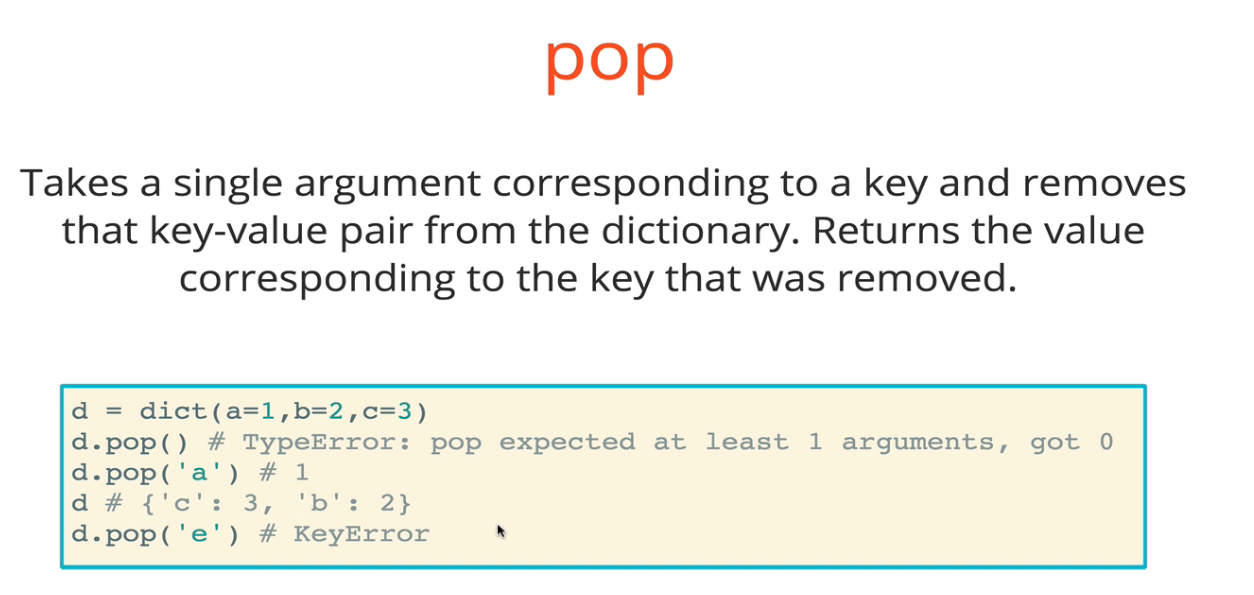 pop
Takes a single argument corresponding to a key and removes
that key-value pair from the dictionary. Returns the value
corresponding to the key that was removed.
d = dict(a=1,b=2,c=3)
d.pop() # TypeError: pop expected at least 1 arguments, got 0
d.pop('a') # 1
d # {'c': 3, 'b': 2}
d.pop('e') # KeyError